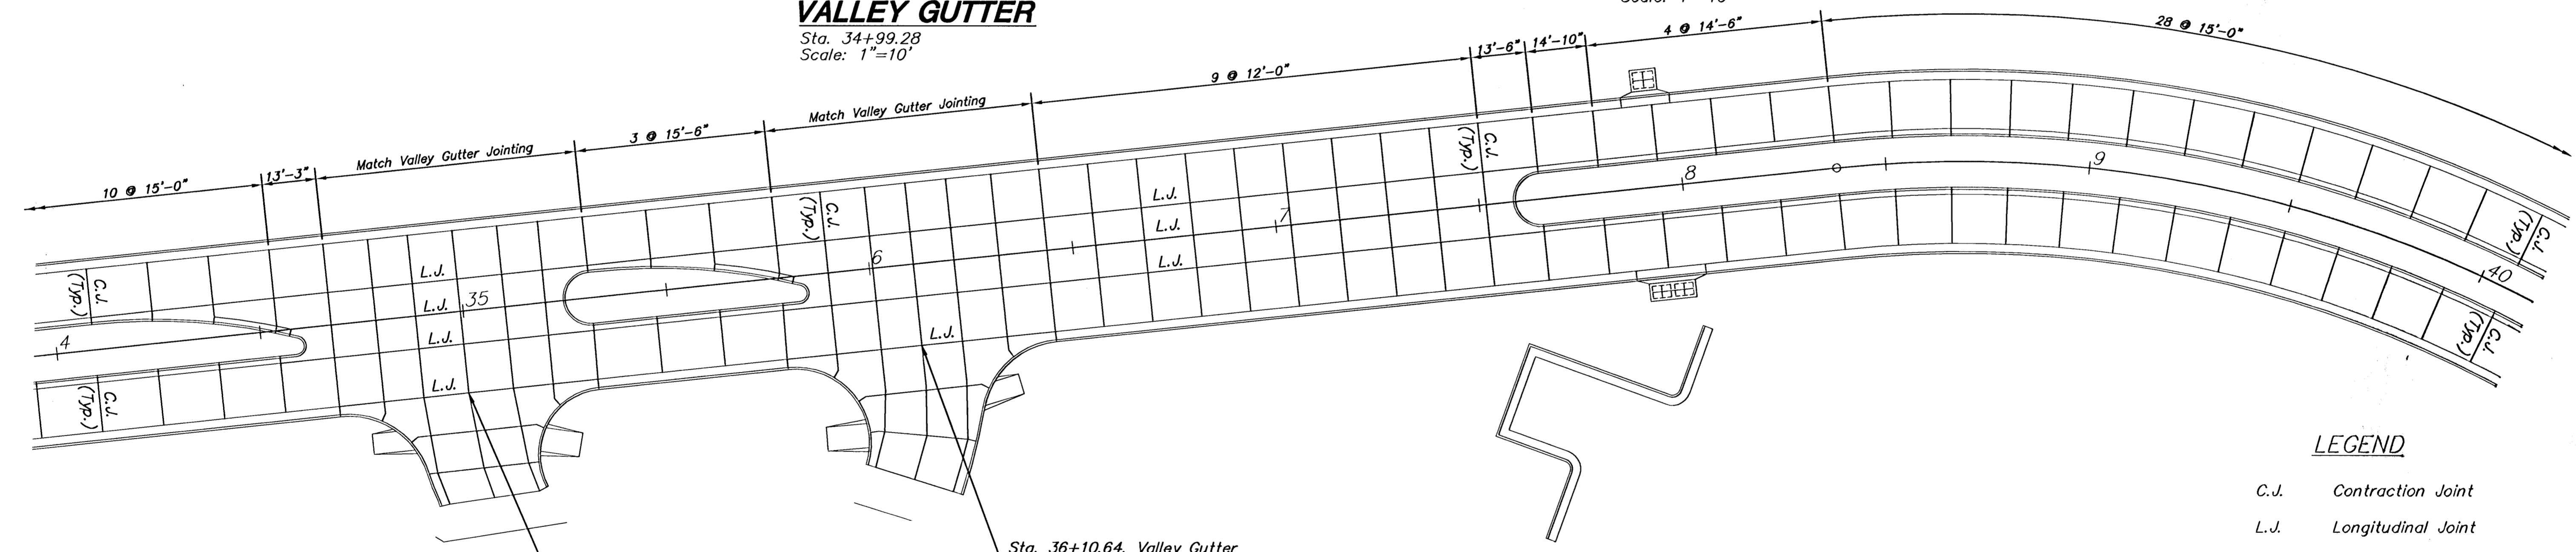 VALLEY GUTTER
Sta. 34+99.28
Scale: 1"=10'
10 @ 15'-0"
13'-3"
Match Valley Gutter Jointing
3 @ 15'-6"
Match Valley Gutter Jointing
9 @ 12'-0"
13'-6"
14'-10"
4 @ 14'-6"
28 @ 15'-0"
C.J.
(Typ.)
C.J.
(Typ.)
C.J.
(Typ.)
C.J.
(Typ.)
C.J.
(Typ.)
C.J.
(Typ.)
L.J.
L.J.
L.J.
L.J.
L.J.
L.J.
L.J.
L.J.
4
35
6
7
8
9
40
Sta. 36+10.64, Valley Gutter
LEGEND
C.J. Contraction Joint
L.J. Longitudinal Joint